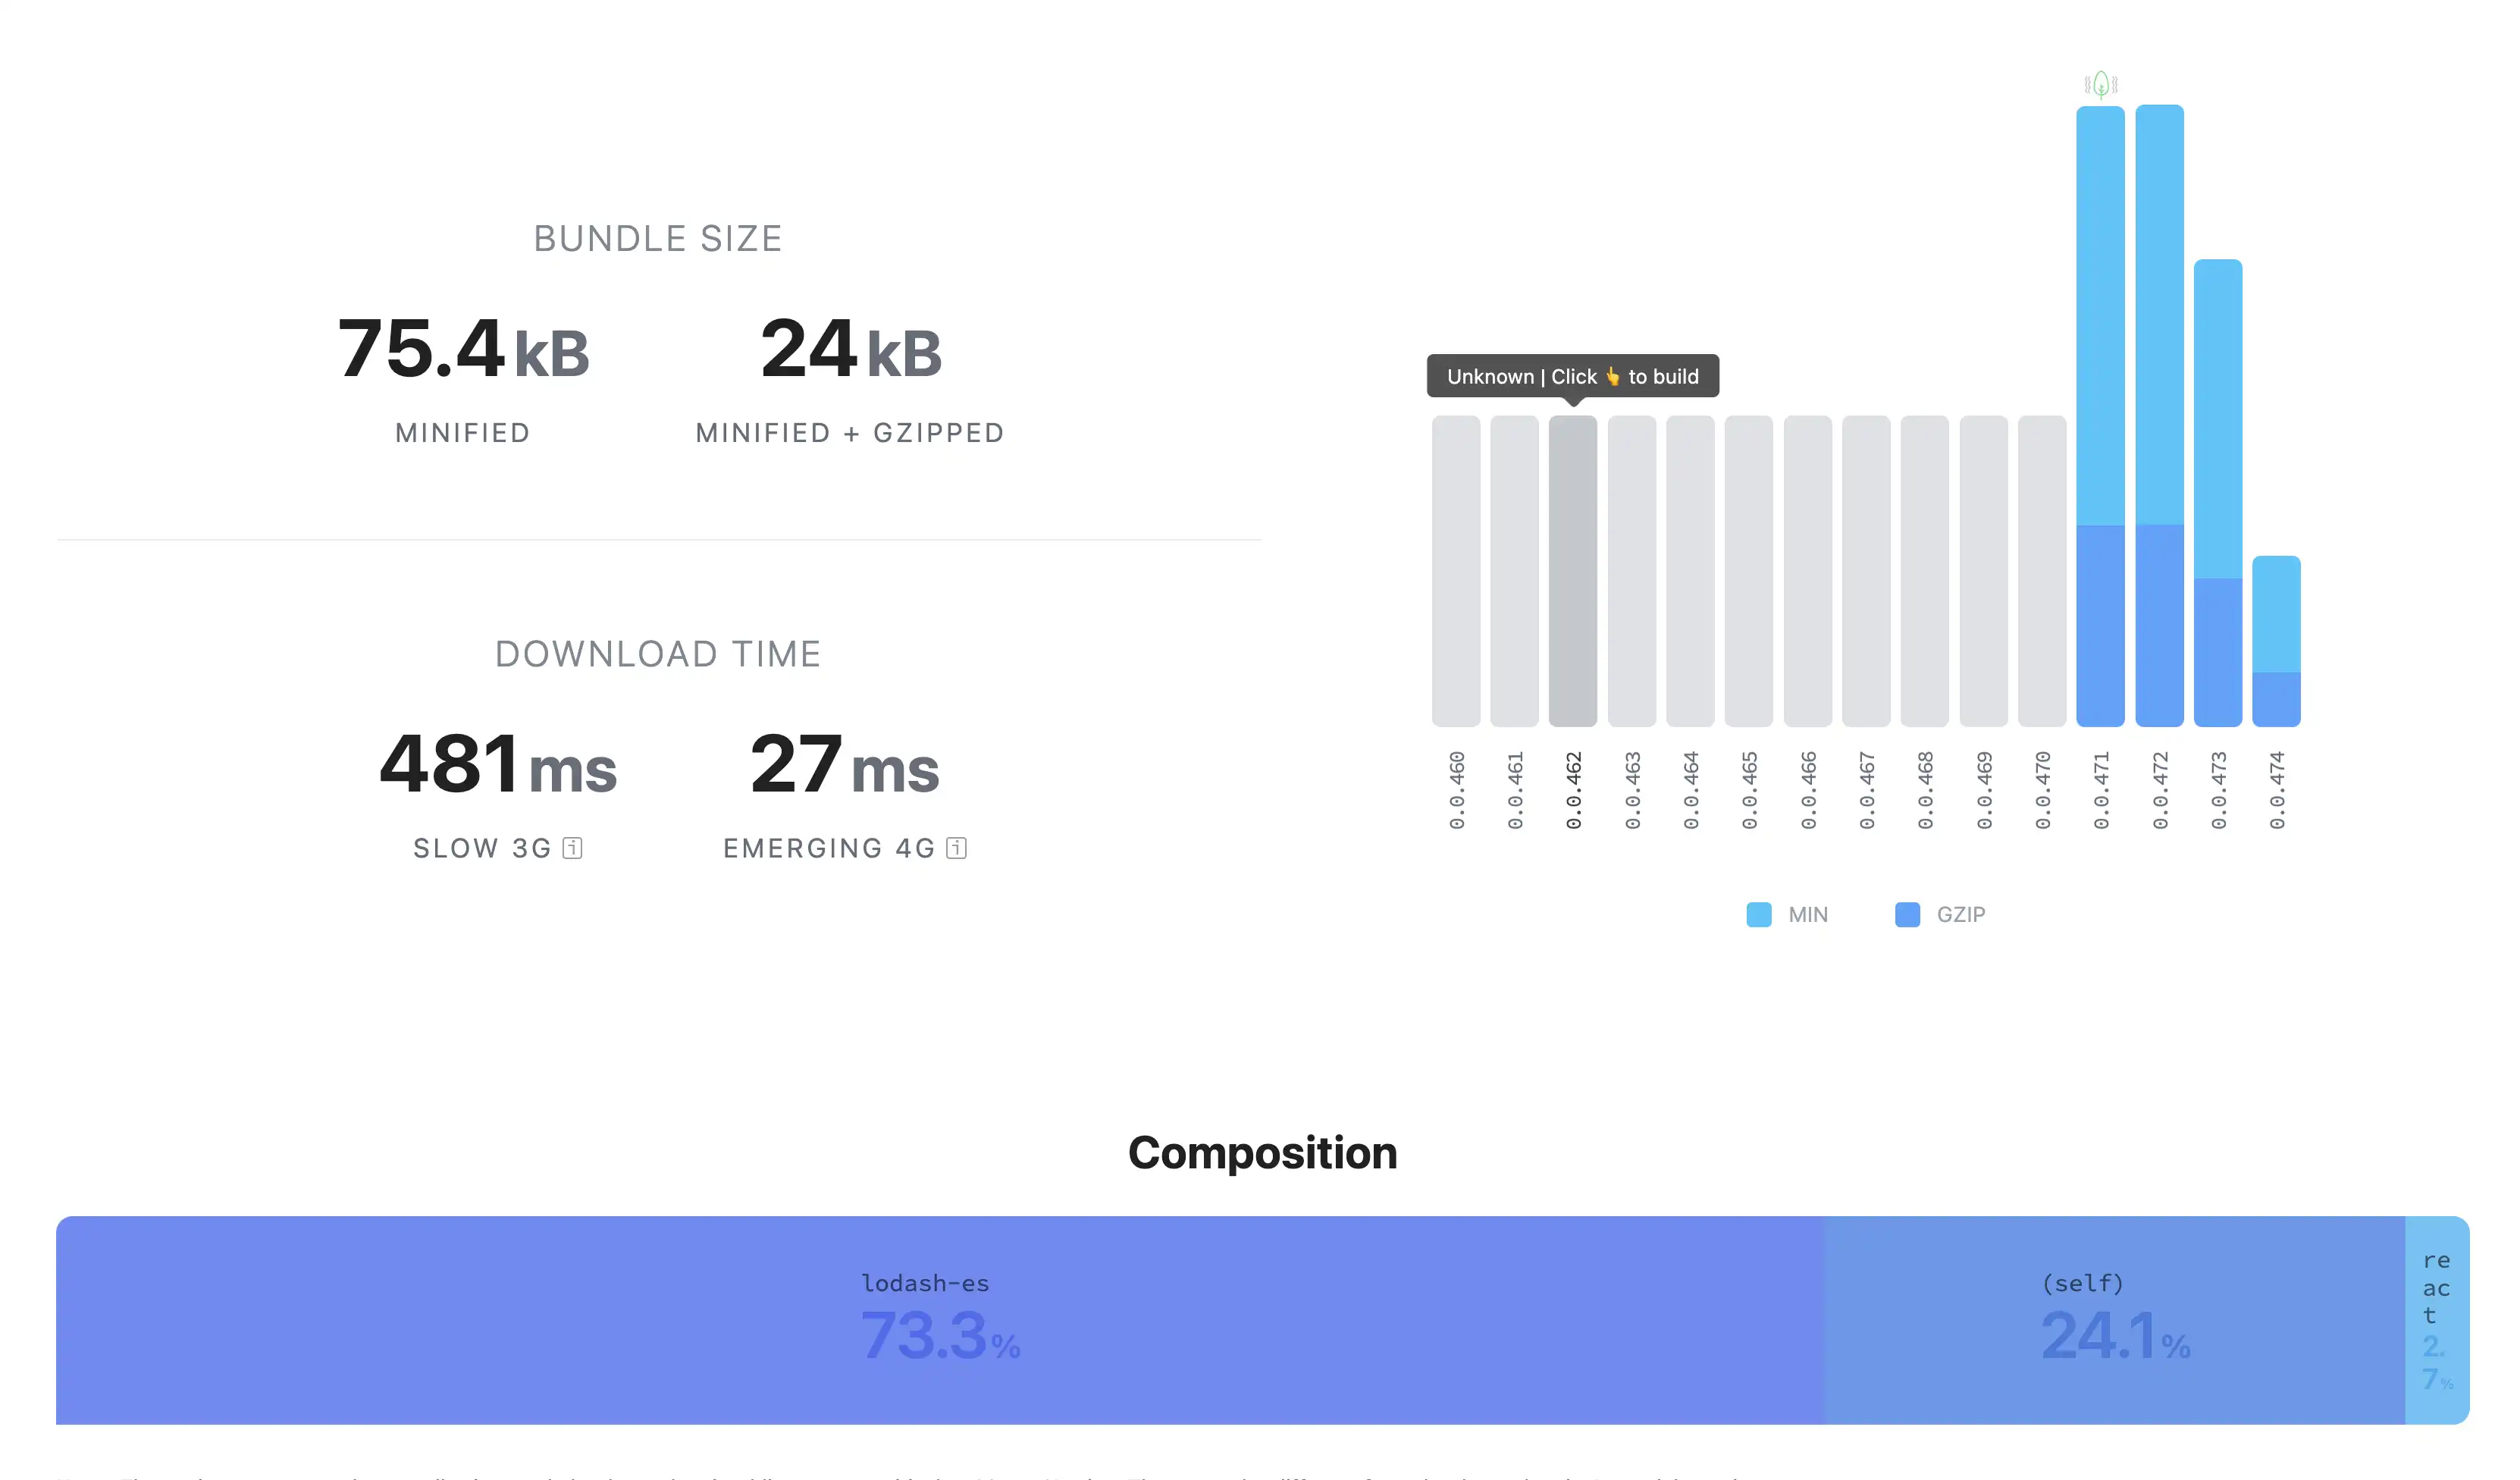 BUNDLE SIZE
75.4 kB
24 kB
MINIFIED
MINIFIED + GZIPPED
DOWNLOAD TIME
481 ms
27 ms
SLOW 3G
EMERGING 4G
Unknown | Click 👆 to build
0.0.460
0.0.461
0.0.462
0.0.463
0.0.464
0.0.465
0.0.466
0.0.467
0.0.468
0.0.469
0.0.470
0.0.471
0.0.472
0.0.473
0.0.474
MIN
GZIP
Composition
lodash-es
73.3%
(self)
24.1%
re
ac
t
2.
7%